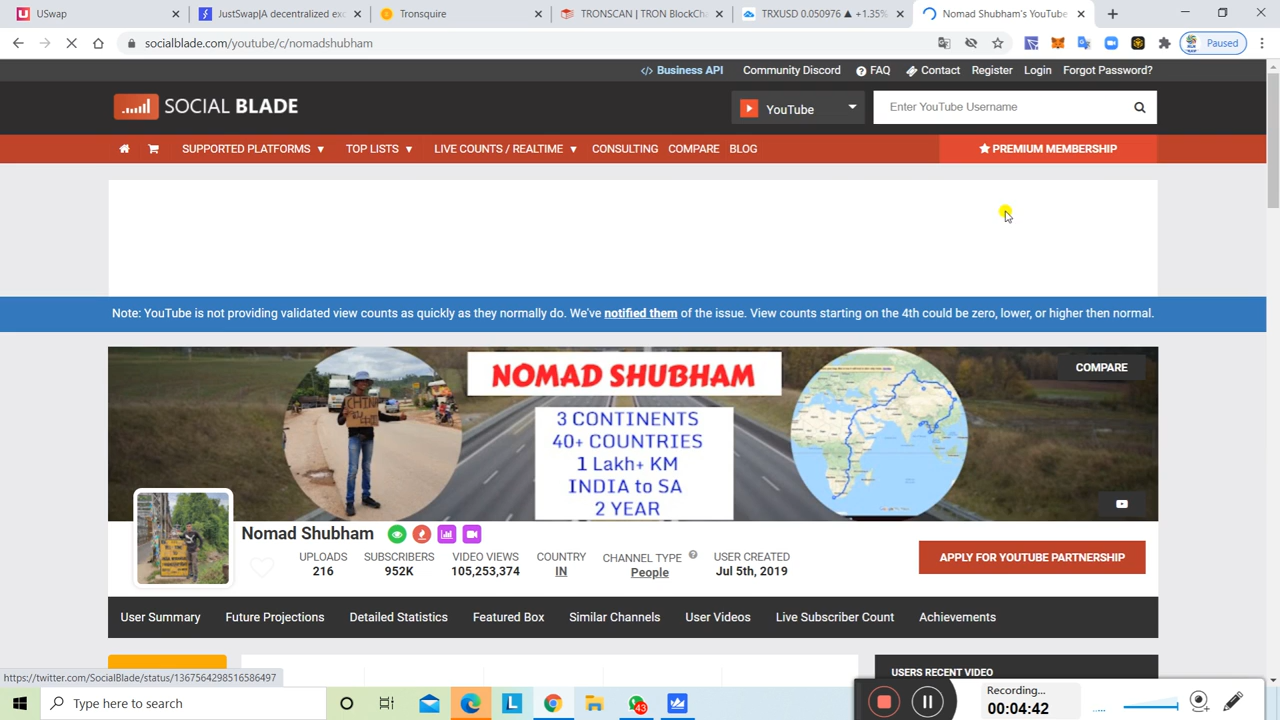 USwap
JustSwap|A decentralized exc
Tronsquire
TRONSCAN | TRON BlockCha
TRXUSD 0.050976 ▲ +1.35%
Nomad Shubham's YouTube
socialblade.com/youtube/c/nomadshubham
Paused
</> Business API
Community Discord
FAQ
Contact
Register
Login
Forgot Password?
SOCIAL BLADE
YouTube
Enter YouTube Username
SUPPORTED PLATFORMS
TOP LISTS
LIVE COUNTS / REALTIME
CONSULTING
COMPARE
BLOG
PREMIUM MEMBERSHIP
Note: YouTube is not providing validated view counts as quickly as they normally do. We've notified them of the issue. View counts starting on the 4th could be zero, lower, or higher then normal.
NOMAD SHUBHAM
COMPARE
3 CONTINENTS
40+ COUNTRIES
1 Lakh+ KM
INDIA to SA
2 YEAR
Nomad Shubham
UPLOADS
216
SUBSCRIBERS
952K
VIDEO VIEWS
105,253,374
COUNTRY
IN
CHANNEL TYPE
People
USER CREATED
Jul 5th, 2019
APPLY FOR YOUTUBE PARTNERSHIP
User Summary
Future Projections
Detailed Statistics
Featured Box
Similar Channels
User Videos
Live Subscriber Count
Achievements
USERS RECENT VIDEO
https://twitter.com/SocialBlade/status/1367564298516586497
Type here to search
43
Recording...
00:04:42